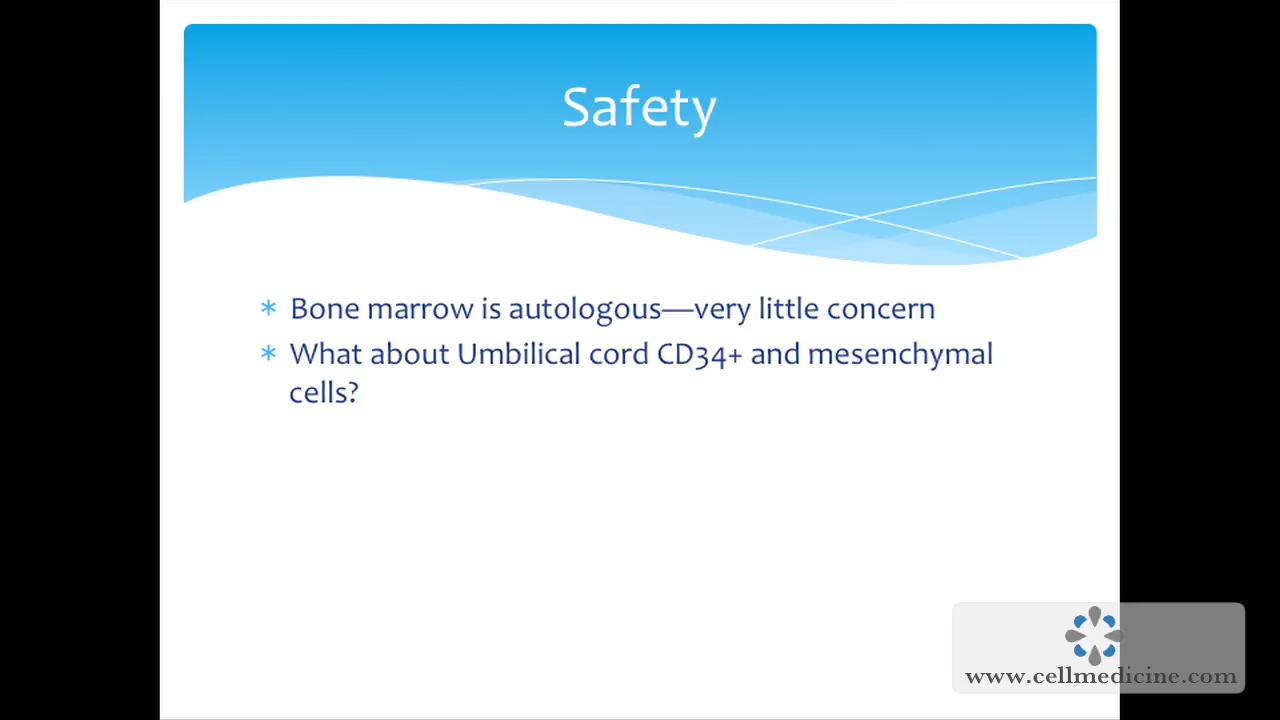 Safety
* Bone marrow is autologous—very little concern
* What about Umbilical cord CD34+ and mesenchymal
cells?
www.cellmedicine.com